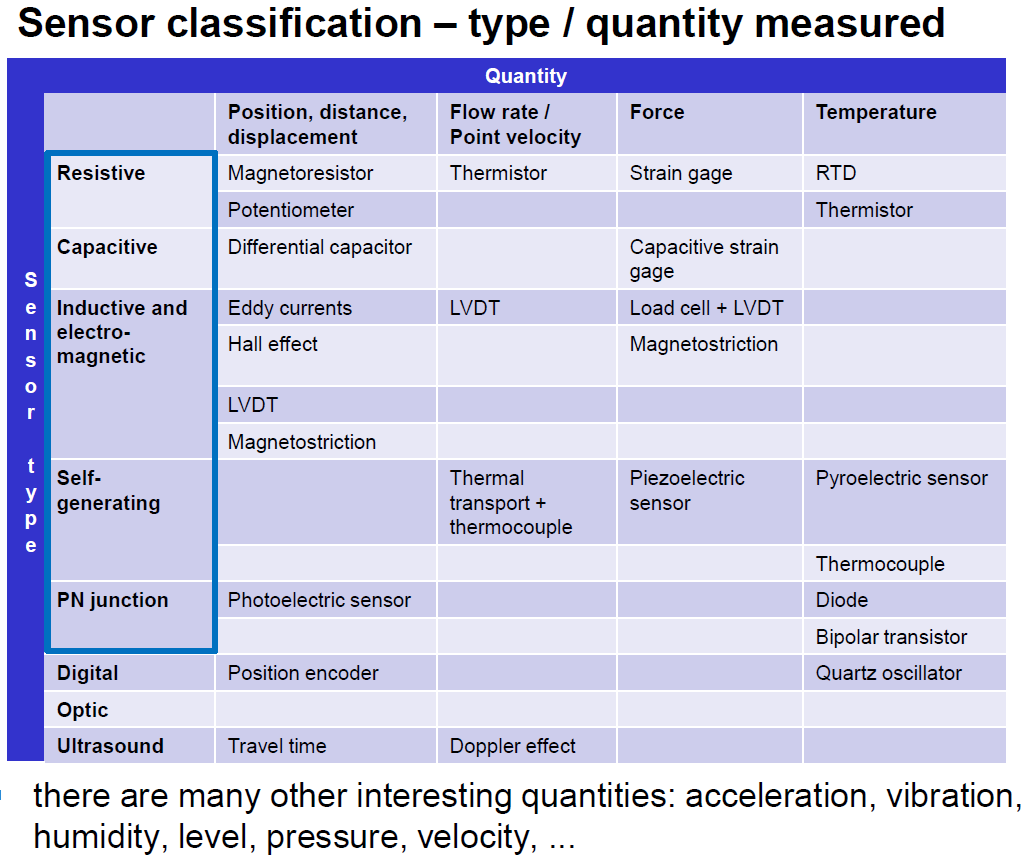 Sensor classification – type / quantity measured
Quantity
Position, distance, displacement Flow rate / Point velocity Force Temperature
Sensor type
Resistive Magnetoresistor Thermistor Strain gage RTD
Potentiometer Thermistor
Capacitive Differential capacitor Capacitive strain gage
Inductive and electro-magnetic Eddy currents LVDT Load cell + LVDT
Hall effect Magnetostriction
LVDT
Magnetostriction
Self-generating Thermal transport + thermocouple Piezoelectric sensor Pyroelectric sensor
Thermocouple
PN junction Photoelectric sensor Diode
Bipolar transistor
Digital Position encoder Quartz oscillator
Optic
Ultrasound Travel time Doppler effect
there are many other interesting quantities: acceleration, vibration,
humidity, level, pressure, velocity, ...